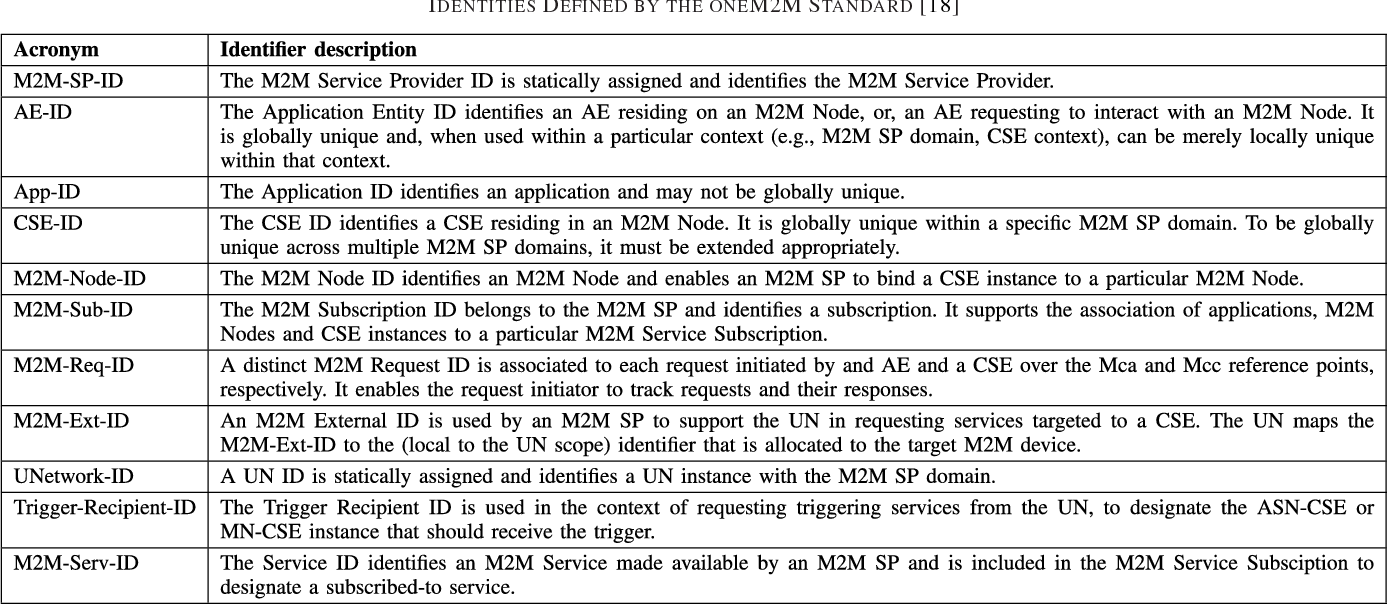 IDENTITIES DEFINED BY THE ONEM2M STANDARD [18]
Acronym Identifier description
M2M-SP-ID The M2M Service Provider ID is statically assigned and identifies the M2M Service Provider.
AE-ID The Application Entity ID identifies an AE residing on an M2M Node, or, an AE requesting to interact with an M2M Node. It
is globally unique and, when used within a particular context (e.g., M2M SP domain, CSE context), can be merely locally unique
within that context.
App-ID The Application ID identifies an application and may not be globally unique.
CSE-ID The CSE ID identifies a CSE residing in an M2M Node. It is globally unique within a specific M2M SP domain. To be globally
unique across multiple M2M SP domains, it must be extended appropriately.
M2M-Node-ID The M2M Node ID identifies an M2M Node and enables an M2M SP to bind a CSE instance to a particular M2M Node.
M2M-Sub-ID The M2M Subscription ID belongs to the M2M SP and identifies a subscription. It supports the association of applications, M2M
Nodes and CSE instances to a particular M2M Service Subscription.
M2M-Req-ID A distinct M2M Request ID is associated to each request initiated by and AE and a CSE over the Mca and Mcc reference points,
respectively. It enables the request initiator to track requests and their responses.
M2M-Ext-ID An M2M External ID is used by an M2M SP to support the UN in requesting services targeted to a CSE. The UN maps the
M2M-Ext-ID to the (local to the UN scope) identifier that is allocated to the target M2M device.
UNetwork-ID A UN ID is statically assigned and identifies a UN instance with the M2M SP domain.
Trigger-Recipient-ID The Trigger Recipient ID is used in the context of requesting triggering services from the UN, to designate the ASN-CSE or
MN-CSE instance that should receive the trigger.
M2M-Serv-ID The Service ID identifies an M2M Service made available by an M2M SP and is included in the M2M Service Subsciption to
designate a subscribed-to service.